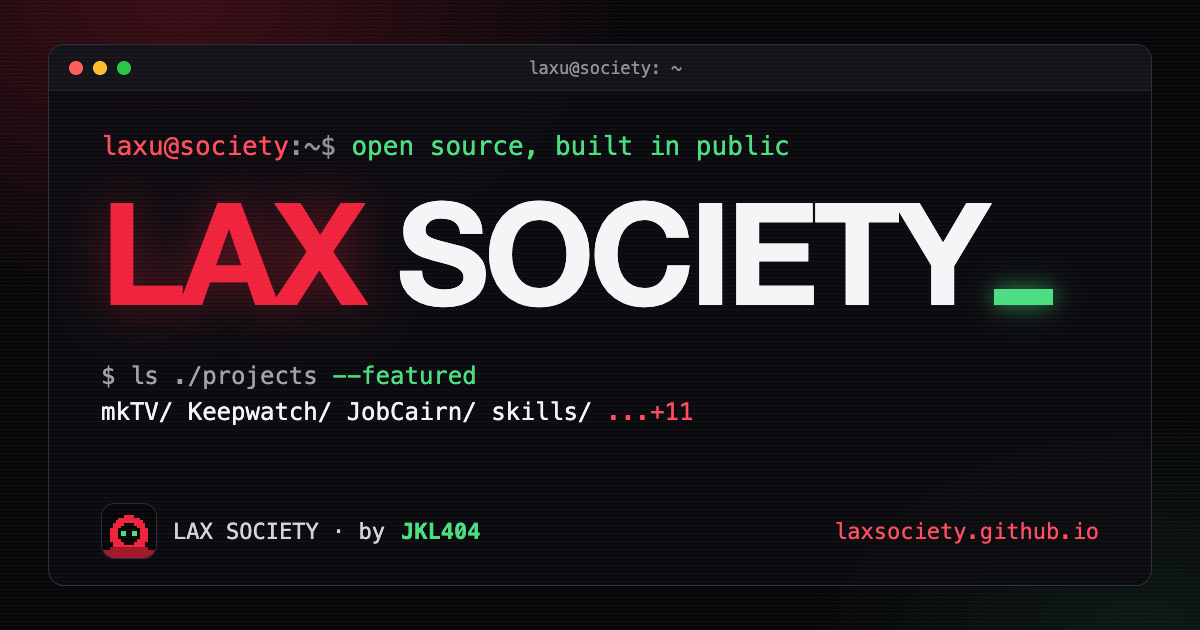 laxu@society: ~
laxu@society:~$ open source, built in public
LAX SOCIETY_
$ ls ./projects --featured
mkTV/ Keepwatch/ JobCairn/ skills/ ...+11
LAX SOCIETY · by JKL404
laxsociety.github.io